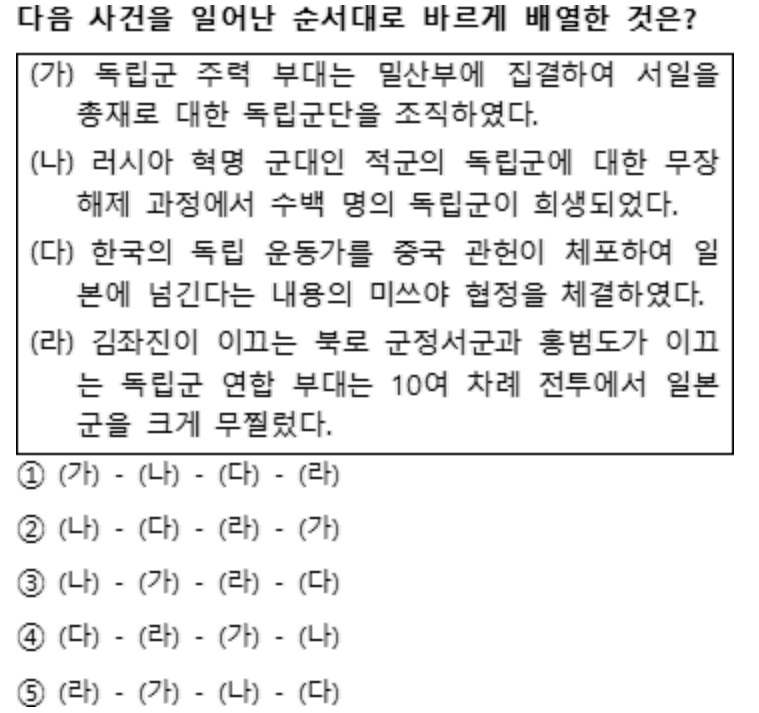 다음 사건을 일어난 순서대로 바르게 배열한 것은?
(가) 독립군 주력 부대는 밀산부에 집결하여 서일을
총재로 대한 독립군단을 조직하였다.
(나) 러시아 혁명 군대인 적군의 독립군에 대한 무장
해제 과정에서 수백 명의 독립군이 희생되었다.
(다) 한국의 독립 운동가를 중국 관헌이 체포하여 일
본에 넘긴다는 내용의 미쓰야 협정을 체결하였다.
(라) 김좌진이 이끄는 북로 군정서군과 홍범도가 이끄
는 독립군 연합 부대는 10여 차례 전투에서 일본
군을 크게 무찔렀다.
① (가) - (나) - (다) - (라)
② (나) - (다) - (라) - (가)
③ (나) - (가) - (라) - (다)
④ (다) - (라) - (가) - (나)
⑤ (라) - (가) - (나) - (다)